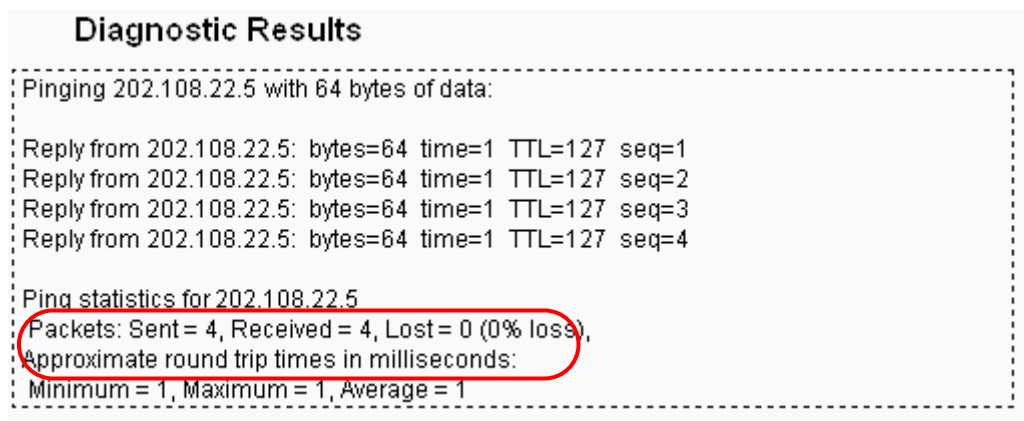 Diagnostic Results
Pinging 202.108.22.5 with 64 bytes of data:
Reply from 202.108.22.5: bytes=64 time=1 TTL=127 seq=1
Reply from 202.108.22.5: bytes=64 time=1 TTL=127 seq=2
Reply from 202.108.22.5: bytes=64 time=1 TTL=127 seq=3
Reply from 202.108.22.5: bytes=64 time=1 TTL=127 seq=4
Ping statistics for 202.108.22.5
Packets: Sent = 4, Received = 4, Lost = 0 (0% loss),
Approximate round trip times in milliseconds:
Minimum = 1, Maximum = 1, Average = 1